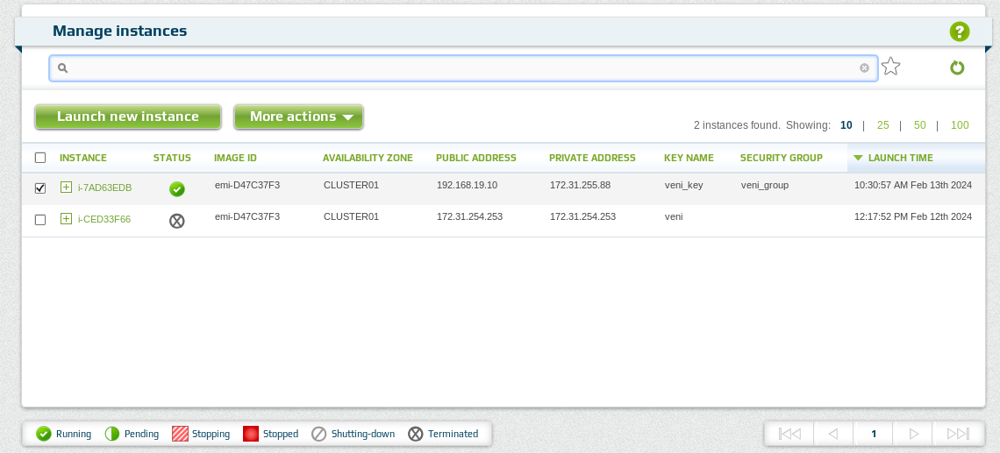 Manage instances
?
Launch new instance More actions
2 instances found. Showing: 10 | 25 | 50 | 100
INSTANCE STATUS IMAGE ID AVAILABILITY ZONE PUBLIC ADDRESS PRIVATE ADDRESS KEY NAME SECURITY GROUP LAUNCH TIME
i-7AD63EDB emi-D47C37F3 CLUSTER01 192.168.19.10 172.31.255.88 veni_key veni_group 10:30:57 AM Feb 13th 2024
i-CED33F66 emi-D47C37F3 CLUSTER01 172.31.254.253 172.31.254.253 veni 12:17:52 PM Feb 12th 2024
Running Pending Stopping Stopped Shutting-down Terminated 1